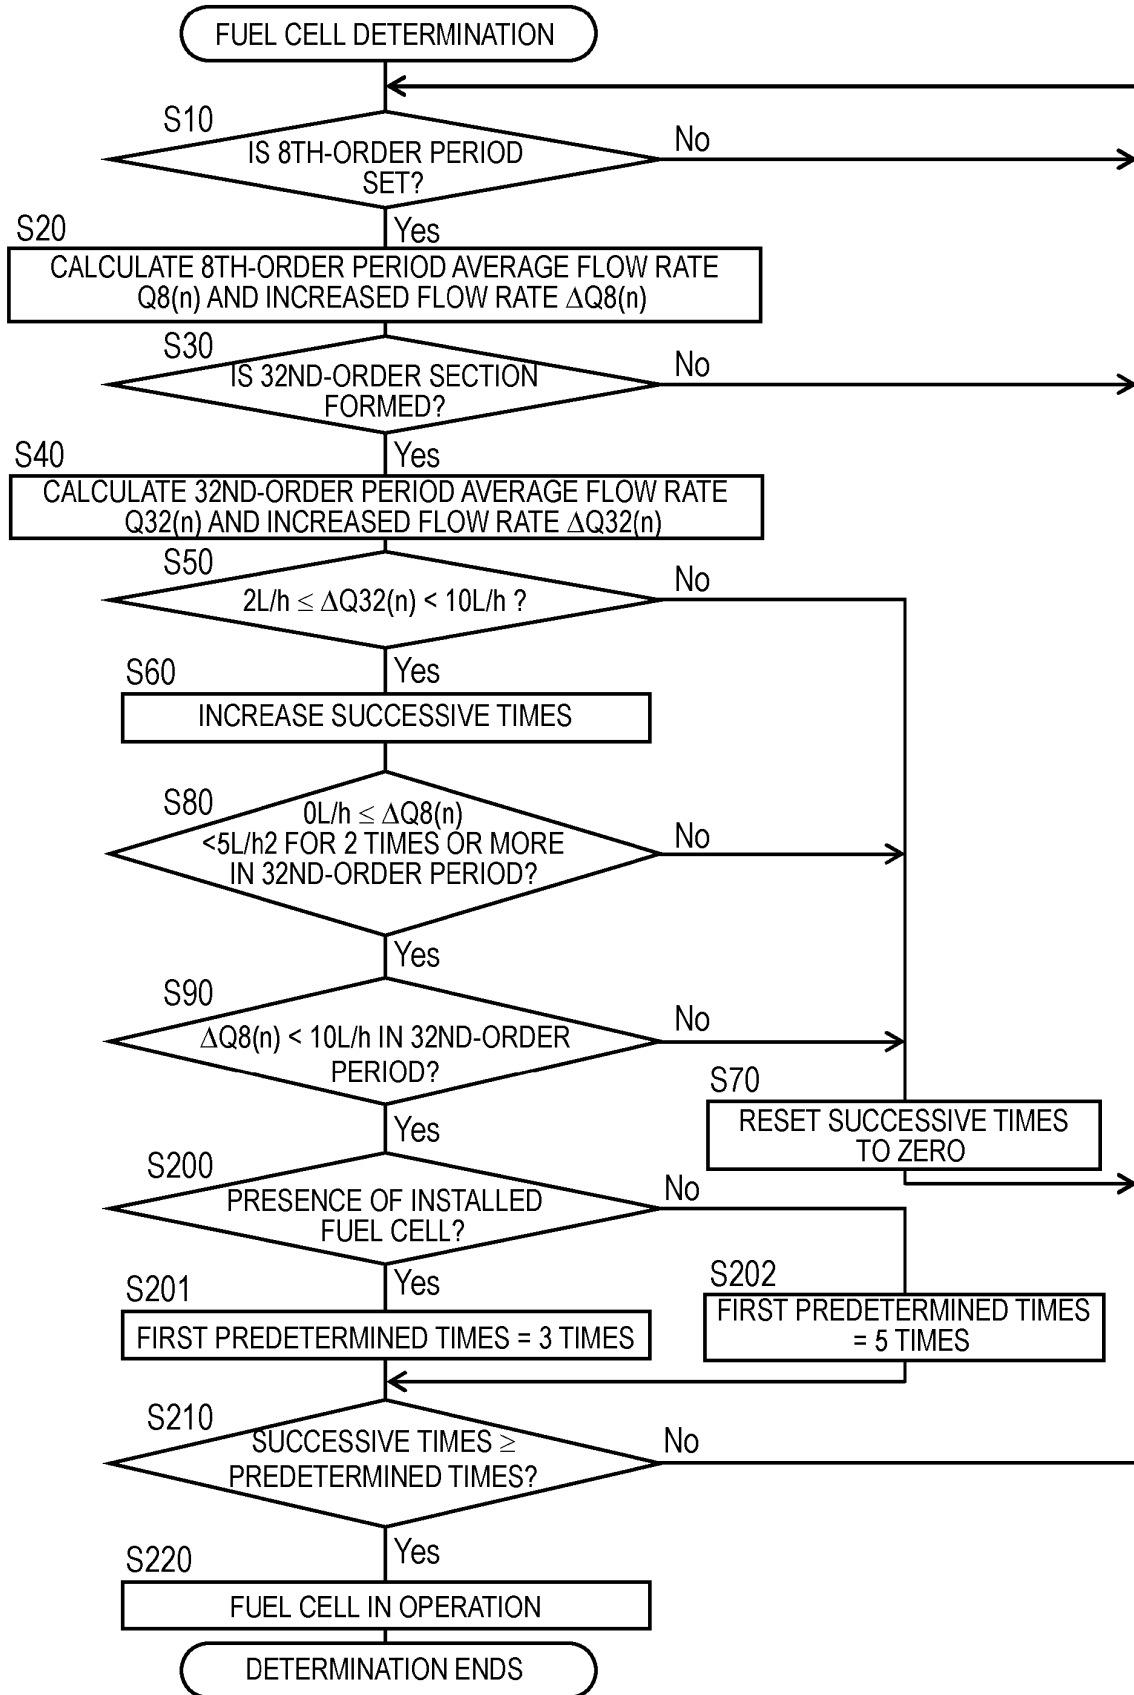 FUEL CELL DETERMINATION
S10
IS 8TH-ORDER PERIOD
SET?
No
Yes
S20
CALCULATE 8TH-ORDER PERIOD AVERAGE FLOW RATE
Q8(n) AND INCREASED FLOW RATE ΔQ8(n)
S30
IS 32ND-ORDER SECTION
FORMED?
No
Yes
S40
CALCULATE 32ND-ORDER PERIOD AVERAGE FLOW RATE
Q32(n) AND INCREASED FLOW RATE ΔQ32(n)
S50
2L/h ≤ ΔQ32(n) < 10L/h ?
No
Yes
S60
INCREASE SUCCESSIVE TIMES
S80
0L/h ≤ ΔQ8(n)
<5L/h2 FOR 2 TIMES OR MORE
IN 32ND-ORDER PERIOD?
No
Yes
S90
ΔQ8(n) < 10L/h IN 32ND-ORDER
PERIOD?
No
Yes
S70
RESET SUCCESSIVE TIMES
TO ZERO
S200
PRESENCE OF INSTALLED
FUEL CELL?
No
Yes
S201
FIRST PREDETERMINED TIMES = 3 TIMES
S202
FIRST PREDETERMINED TIMES
= 5 TIMES
S210
SUCCESSIVE TIMES ≥
PREDETERMINED TIMES?
No
Yes
S220
FUEL CELL IN OPERATION
DETERMINATION ENDS